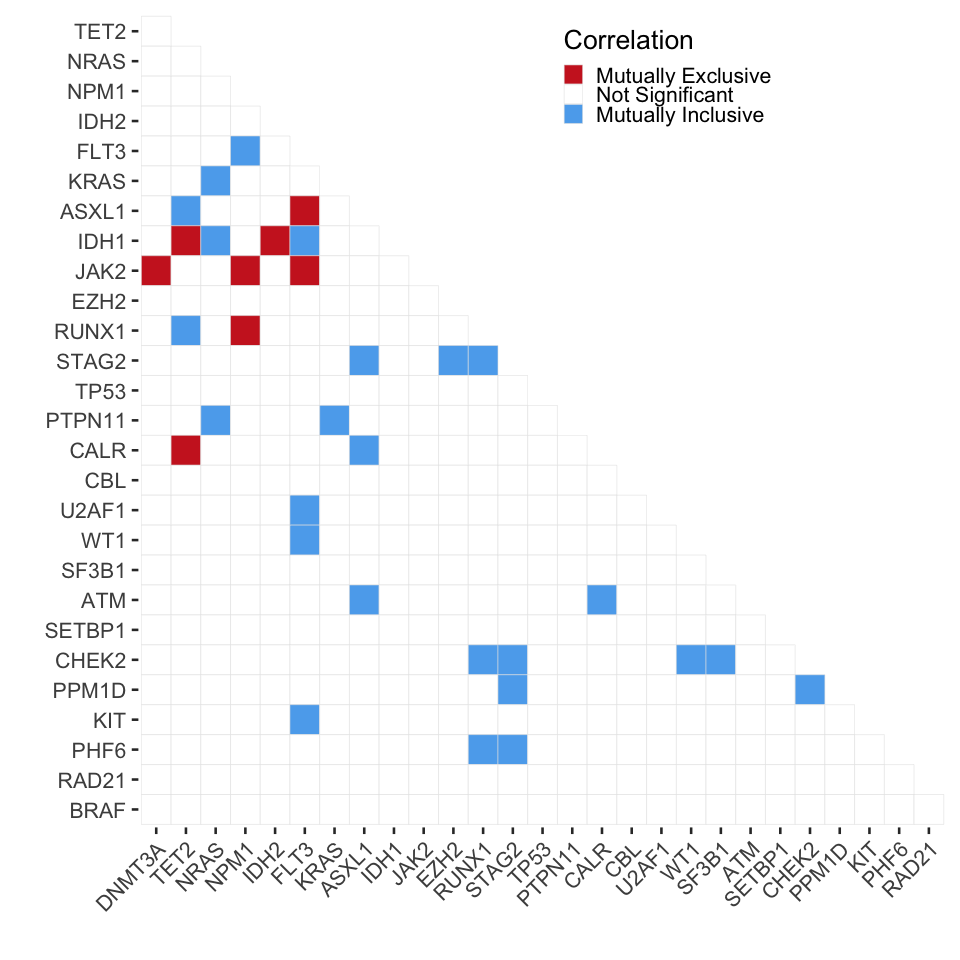 Correlation
Mutually Exclusive
Not Significant
Mutually Inclusive
TET2
NRAS
NPM1
IDH2
FLT3
KRAS
ASXL1
IDH1
JAK2
EZH2
RUNX1
STAG2
TP53
PTPN11
CALR
CBL
U2AF1
WT1
SF3B1
ATM
SETBP1
CHEK2
PPM1D
KIT
PHF6
RAD21
BRAF
DNMT3A
TET2
NRAS
NPM1
IDH2
FLT3
KRAS
ASXL1
IDH1
JAK2
EZH2
RUNX1
STAG2
TP53
PTPN11
CALR
CBL
U2AF1
WT1
SF3B1
ATM
SETBP1
CHEK2
PPM1D
KIT
PHF6
RAD21